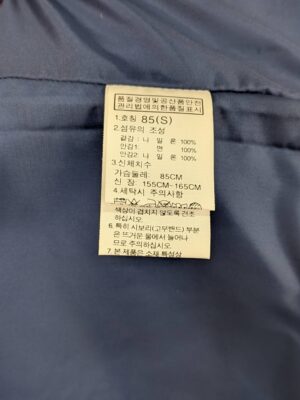 품질경영및공산품안전
관리법에의한품질표시
1.호칭 85(S)
2.섬유의 조성
겉감 : 나 일 론 100%
안감1 면 100%
안감2 나 일 론 100%
3.신체치수
가슴둘레: 85CM
신 장: 155CM-165CM
4.세탁시 주의사항
색상이 겹치지 않도록 건조
하십시오.
6. 특히 시보리(고무밴드) 부분
은 뜨거운 물에서 늘어나
므로 주의하십시오.
7. 본 제품은 소재 특성상